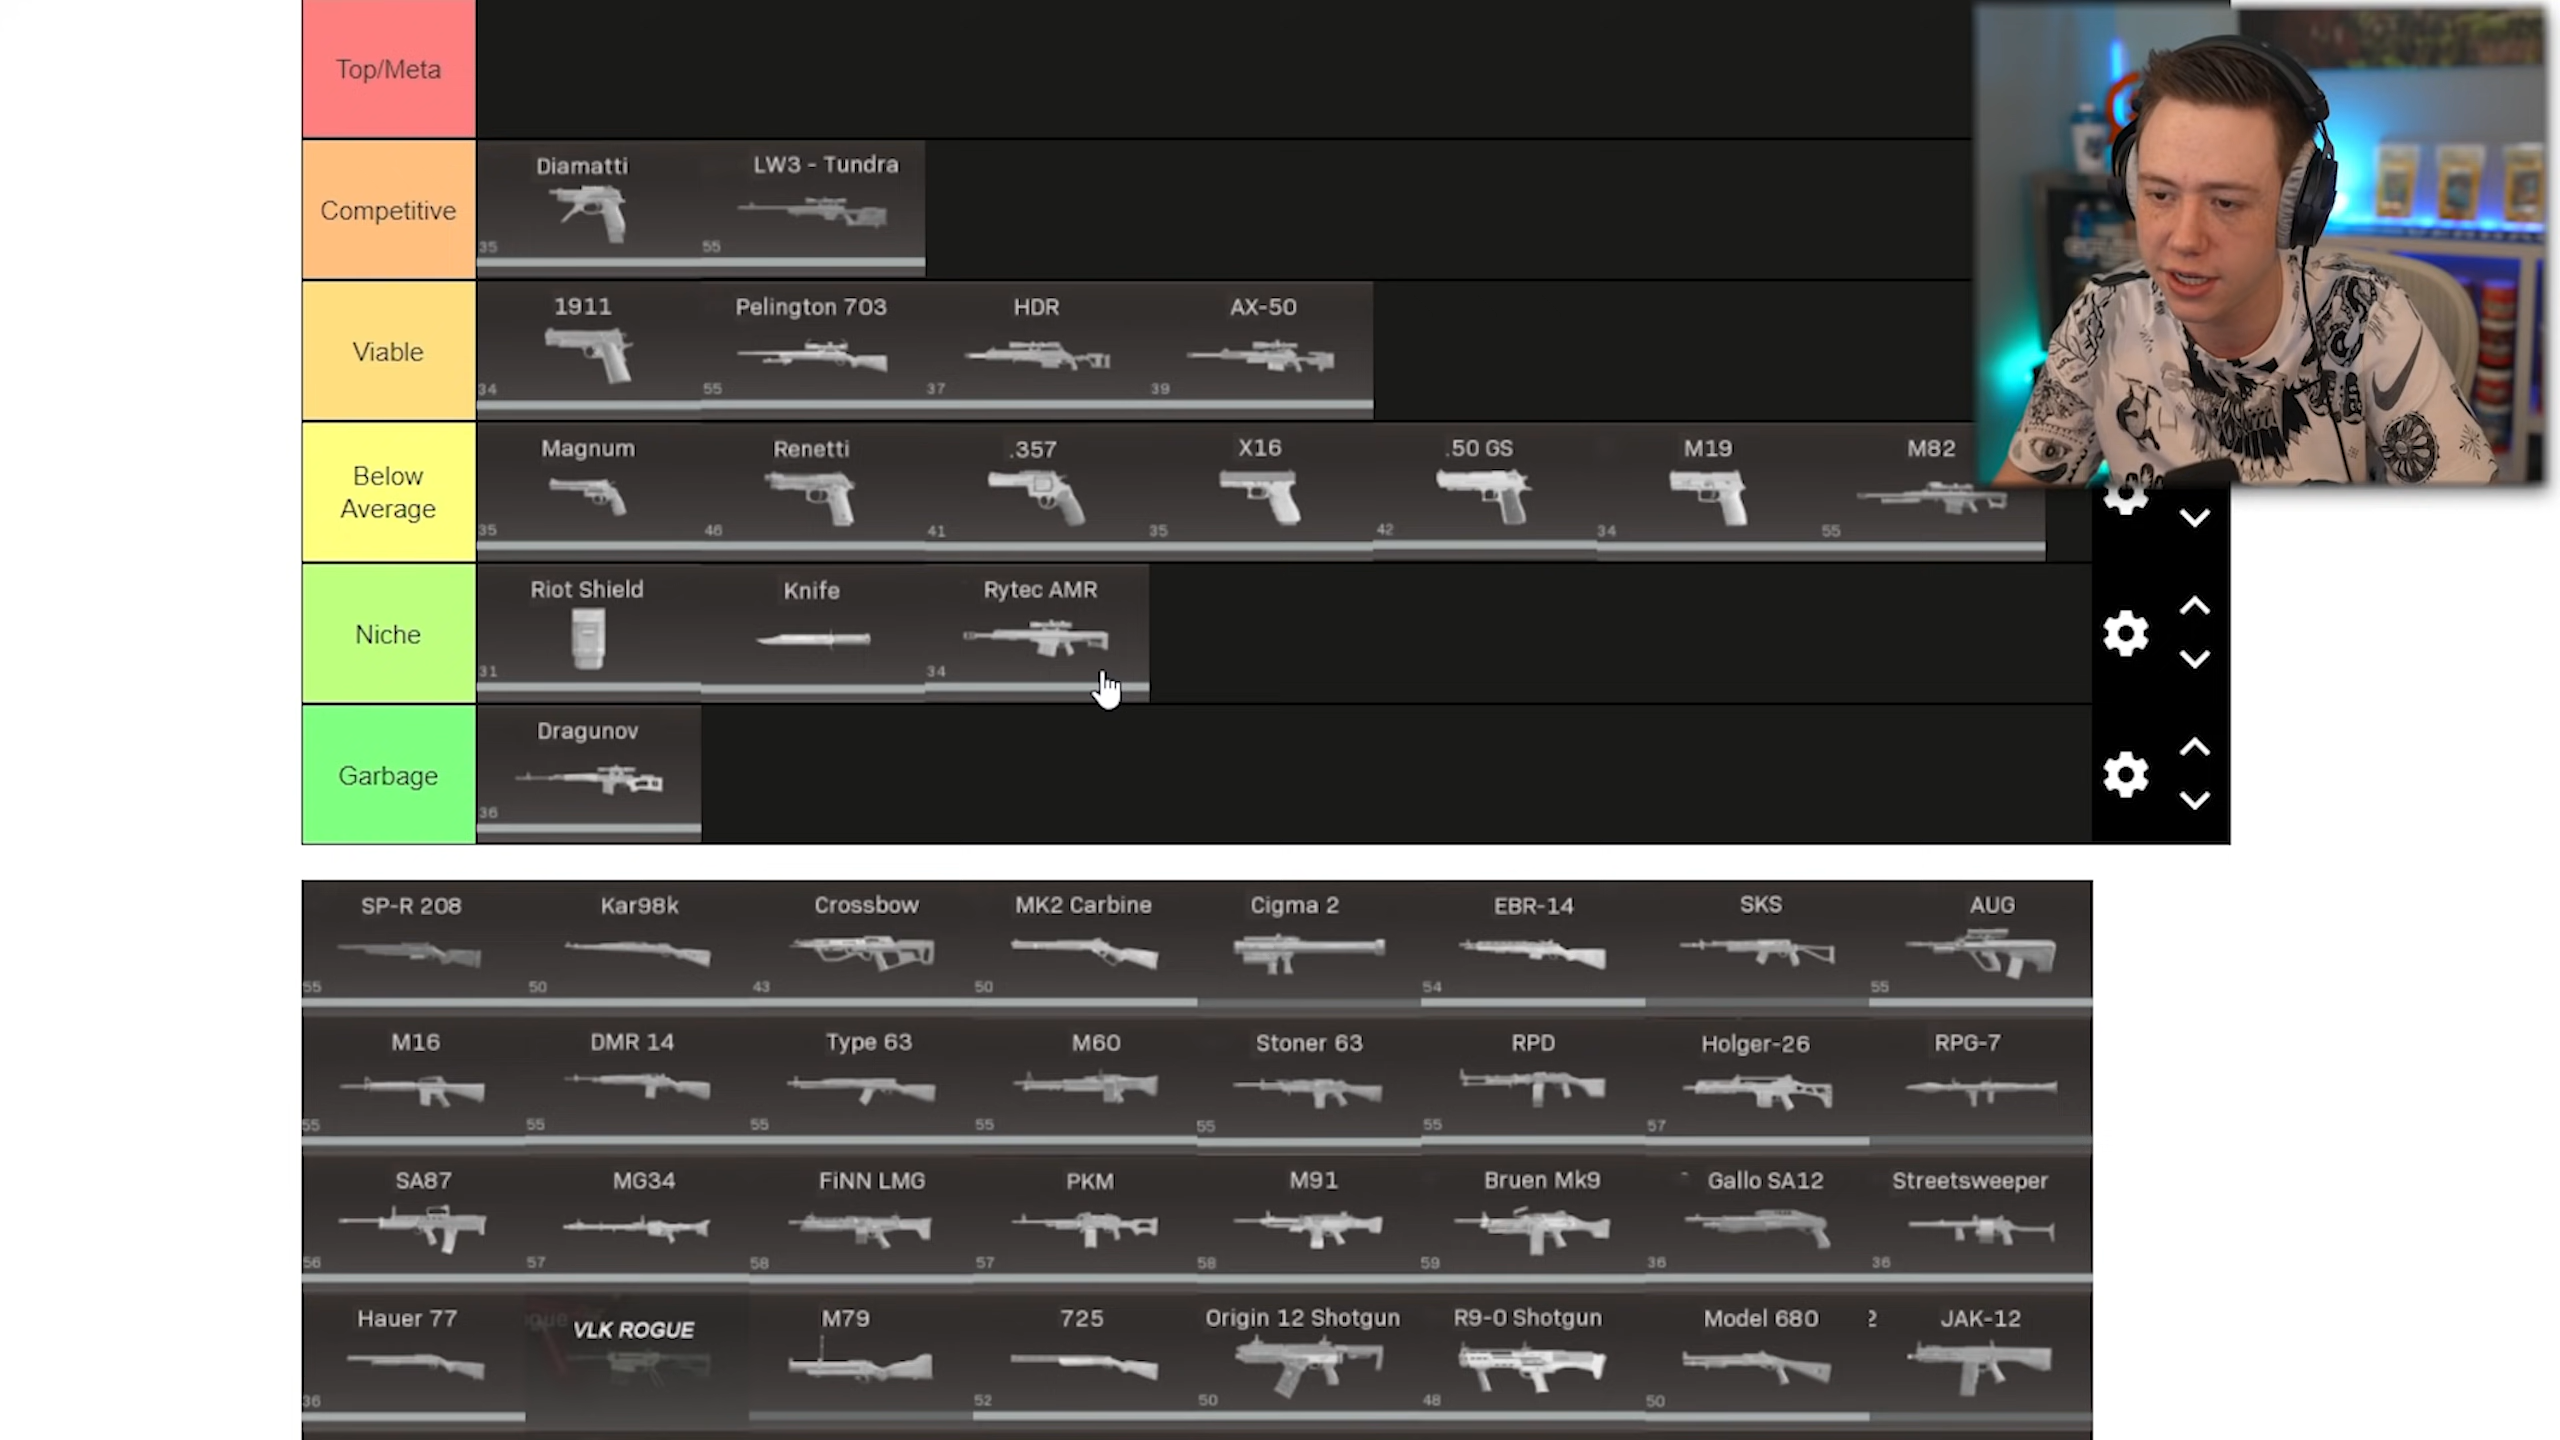 Top/Meta
Competitive
Diamatti
35
LW3 - Tundra
55
Viable
1911
34
Pelington 703
55
HDR
37
AX-50
39
Below
Average
Magnum
35
Renetti
46
.357
41
X16
35
.50 GS
42
M19
34
M82
55
Niche
Riot Shield
31
Knife
Rytec AMR
34
Garbage
Dragunov
36
SP-R 208
55
Kar98k
50
Crossbow
43
MK2 Carbine
50
Cigma 2
EBR-14
54
SKS
AUG
55
M16
55
DMR 14
55
Type 63
55
M60
55
Stoner 63
55
RPD
55
Holger-26
57
RPG-7
SA87
56
MG34
57
FiNN LMG
58
PKM
57
M91
58
Bruen Mk9
59
Gallo SA12
36
Streetsweeper
36
Hauer 77
36
VLK ROGUE
M79
725
52
Origin 12 Shotgun
50
R9-0 Shotgun
48
Model 680
50
2
JAK-12